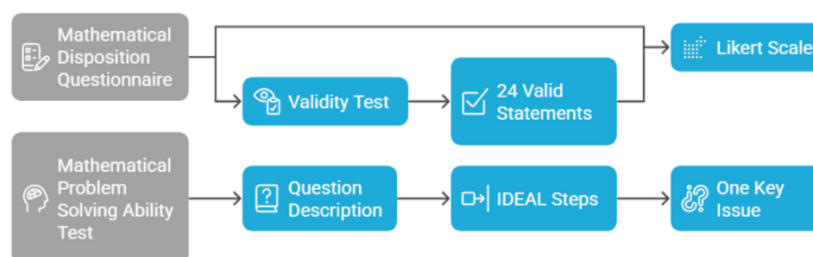 Mathematical
Disposition
Questionnaire
Likert Scale
Validity Test
24 Valid
Statements
Mathematical
Problem
Solving Ability
Test
Question
Description
IDEAL Steps
One Key
Issue